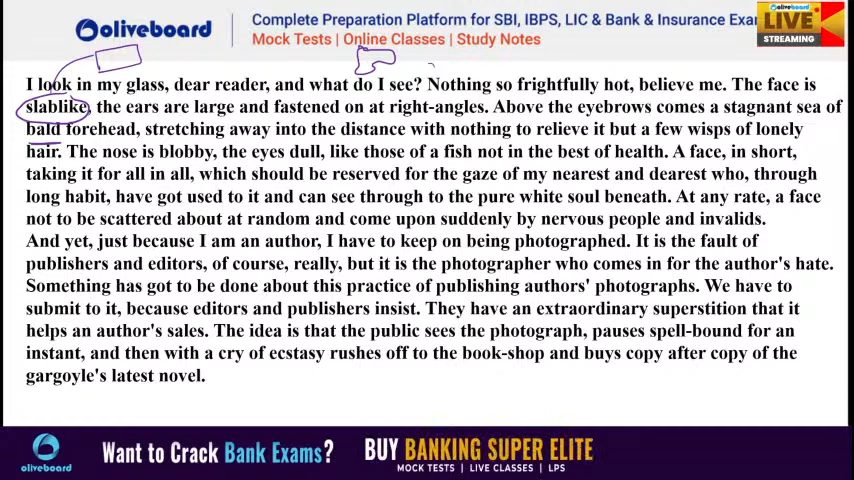 oliveboard
Complete Preparation Platform for SBI, IBPS, LIC & Bank & Insurance Exa
Mock Tests | Online Classes | Study Notes
oliveboard
LIVE
STREAMING
I look in my glass, dear reader, and what do I see? Nothing so frightfully hot, believe me. The face is
slablike, the ears are large and fastened on at right-angles. Above the eyebrows comes a stagnant sea of
bald forehead, stretching away into the distance with nothing to relieve it but a few wisps of lonely
hair. The nose is blobby, the eyes dull, like those of a fish not in the best of health. A face, in short,
taking it for all in all, which should be reserved for the gaze of my nearest and dearest who, through
long habit, have got used to it and can see through to the pure white soul beneath. At any rate, a face
not to be scattered about at random and come upon suddenly by nervous people and invalids.
And yet, just because I am an author, I have to keep on being photographed. It is the fault of
publishers and editors, of course, really, but it is the photographer who comes in for the author's hate.
Something has got to be done about this practice of publishing authors' photographs. We have to
submit to it, because editors and publishers insist. They have an extraordinary superstition that it
helps an author's sales. The idea is that the public sees the photograph, pauses spell-bound for an
instant, and then with a cry of ecstasy rushes off to the book-shop and buys copy after copy of the
gargoyle's latest novel.
oliveboard
Want to Crack Bank Exams?
BUY BANKING SUPER ELITE
MOCK TESTS | LIVE CLASSES | LPS